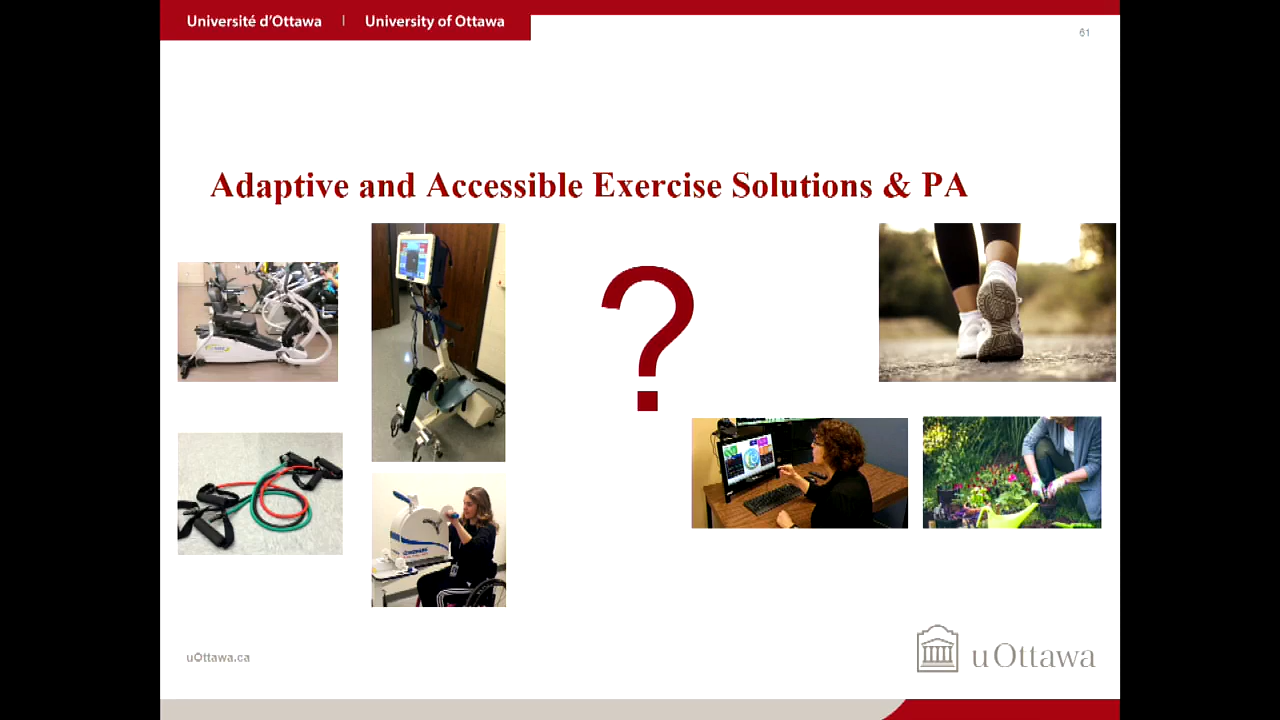 Université d'Ottawa | University of Ottawa
61
Adaptive and Accessible Exercise Solutions & PA
?
uOttawa.ca
uOttawa